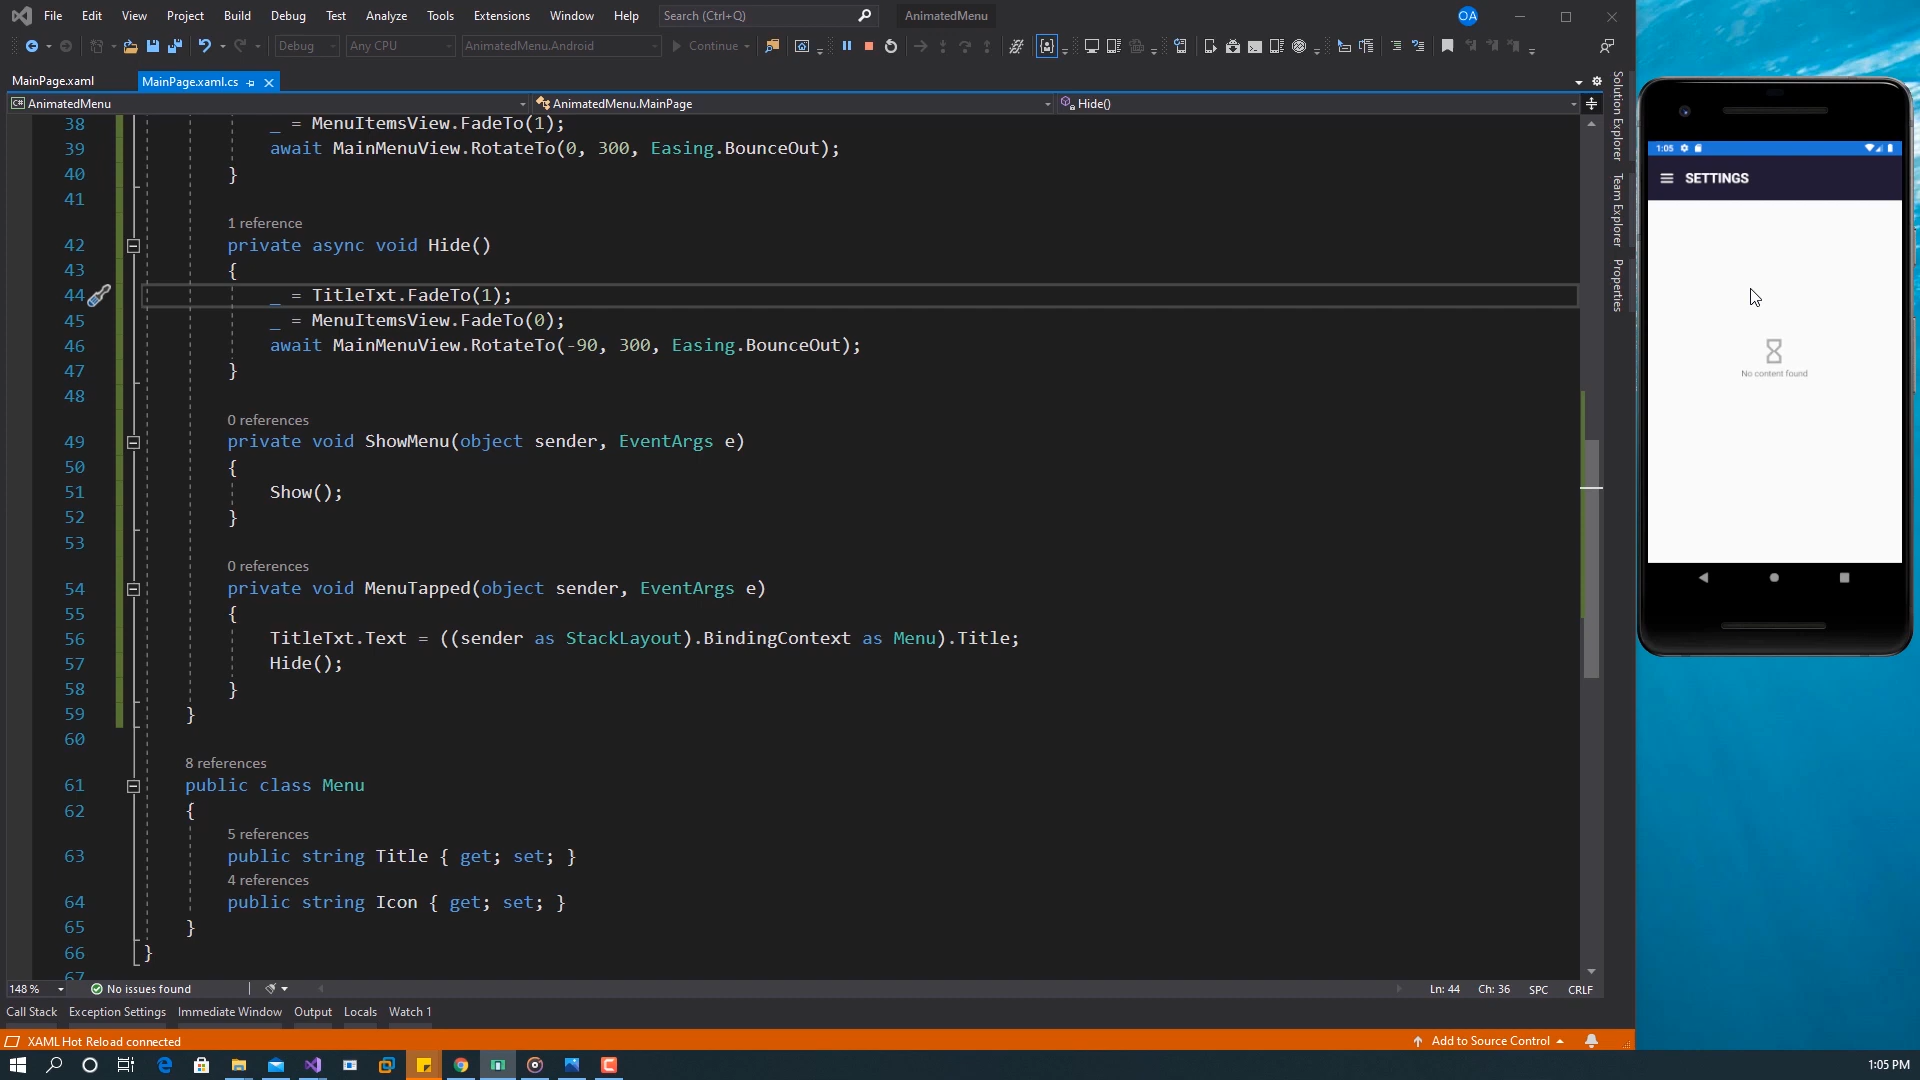 File Edit View Project Build Debug Test Analyze Tools Extensions Window Help Search (Ctrl+Q) AnimatedMenu OA
Debug Any CPU AnimatedMenu.Android Continue
MainPage.xaml MainPage.xaml.cs
C# AnimatedMenu AnimatedMenu.MainPage Hide()
38 _ = MenuItemsView.FadeTo(1);
39 await MainMenuView.RotateTo(0, 300, Easing.BounceOut);
40 }
41
1 reference
42 private async void Hide()
43 {
44 _ = TitleTxt.FadeTo(1);
45 _ = MenuItemsView.FadeTo(0);
46 await MainMenuView.RotateTo(-90, 300, Easing.BounceOut);
47 }
48
0 references
49 private void ShowMenu(object sender, EventArgs e)
50 {
51 Show();
52 }
53
0 references
54 private void MenuTapped(object sender, EventArgs e)
55 {
56 TitleTxt.Text = ((sender as StackLayout).BindingContext as Menu).Title;
57 Hide();
58 }
59 }
60
8 references
61 public class Menu
62 {
5 references
63 public string Title { get; set; }
4 references
64 public string Icon { get; set; }
65 }
66 }
67
148 % No issues found Ln: 44 Ch: 36 SPC CRLF
Call Stack Exception Settings Immediate Window Output Locals Watch 1
XAML Hot Reload connected Add to Source Control
1:05 PM
Solution Explorer
Team Explorer
Properties
1:05
SETTINGS
No content found